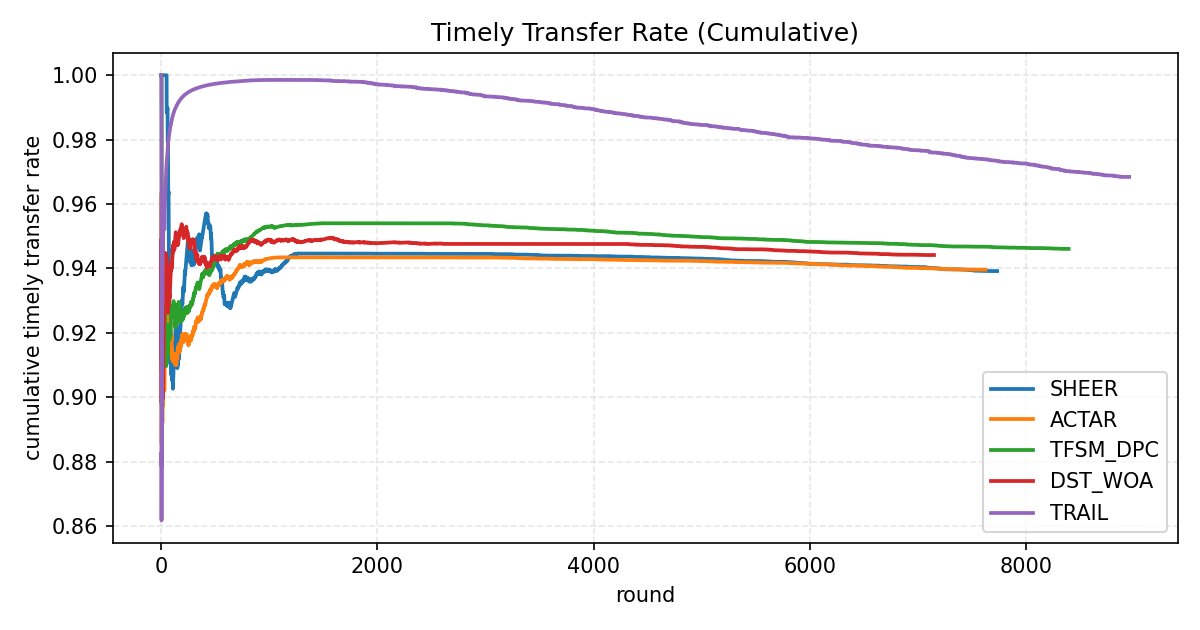 Timely Transfer Rate (Cumulative)
cumulative timely transfer rate
1.00
0.98
0.96
0.94
0.92
0.90
0.88
0.86
0 2000 4000 6000 8000
round
SHEER
ACTAR
TFSM_DPC
DST_WOA
TRAIL